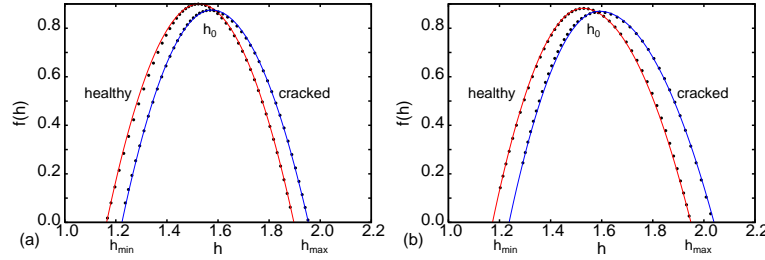 0.8
0.6
0.4
0.2
0.0
f(h)
healthy
h0
cracked
1.0 1.2 1.4 1.6 1.8 2.0 2.2
(a) hmin h hmax
0.8
0.6
0.4
0.2
0.0
f(h)
healthy
h0
cracked
1.0 1.2 1.4 1.6 1.8 2.0 2.2
(b) hmin h hmax